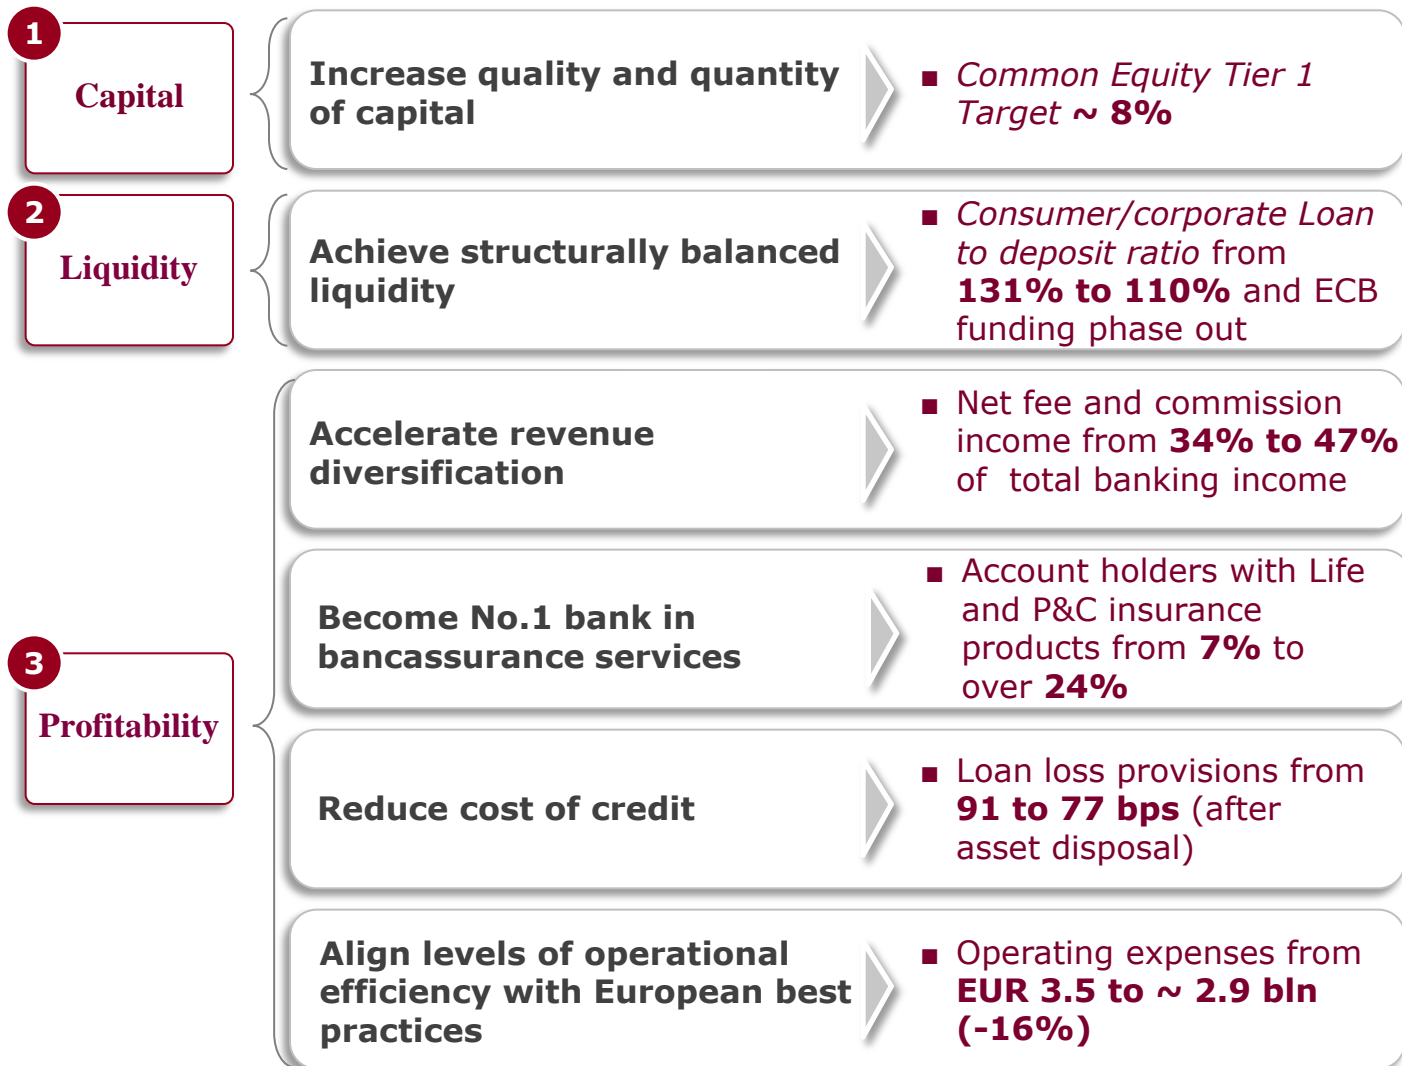 1
Capital
Increase quality and quantity
of capital
■ Common Equity Tier 1
Target ~ 8%
2
Liquidity
Achieve structurally balanced
liquidity
■ Consumer/corporate Loan
to deposit ratio from
131% to 110% and ECB
funding phase out
3
Profitability
Accelerate revenue
diversification
■ Net fee and commission
income from 34% to 47%
of  total banking income
Become No.1 bank in
bancassurance services
■ Account holders with Life
and P&C insurance
products from 7% to
over 24%
Reduce cost of credit
■ Loan loss provisions from
91 to 77 bps (after
asset disposal)
Align levels of operational
efficiency with European best
practices
■ Operating expenses from
EUR 3.5 to ~ 2.9 bln
(-16%)